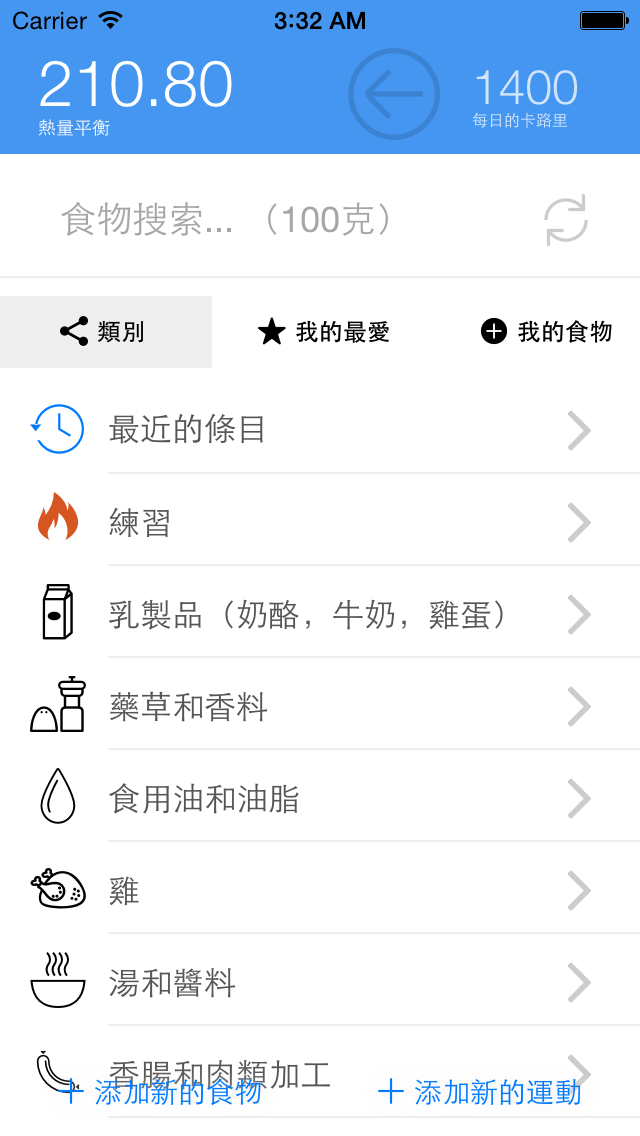 Carrier 3:32 AM
210.80 1400
熱量平衡 每日的卡路里
食物搜索... （100克）
類別 我的最愛 我的食物
最近的條目
練習
乳製品（奶酪，牛奶，雞蛋）
藥草和香料
食用油和油脂
雞
湯和醬料
香腸和肉類加工
添加新的食物 添加新的運動